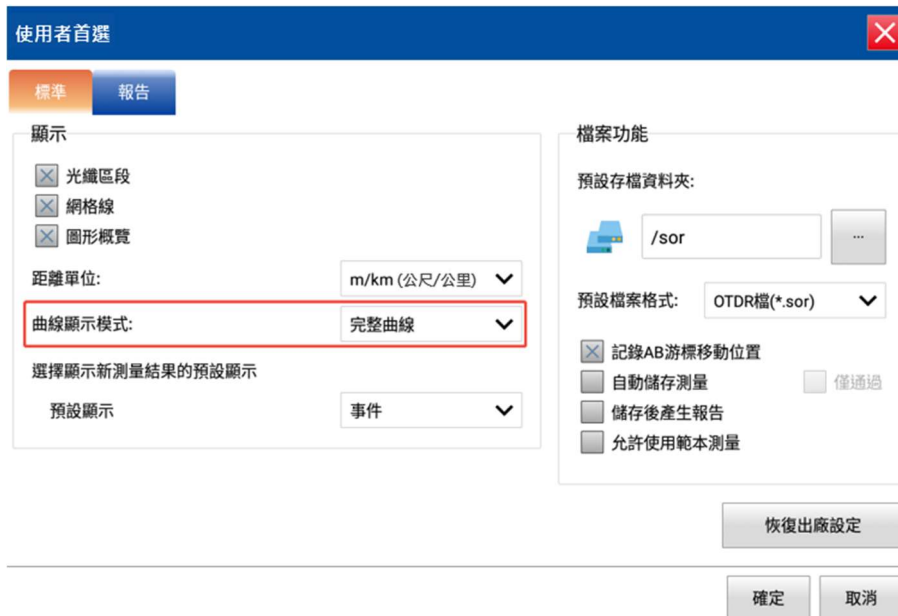 使用者首選
標準
報告
顯示
光纖區段
網格線
圖形概覽
距離單位:
m/km (公尺/公里)
曲線顯示模式:
完整曲線
選擇顯示新測量結果的預設顯示
預設顯示
事件
檔案功能
預設存檔資料夾:
/sor
...
預設檔案格式:
OTDR檔(*.sor)
記錄AB游標移動位置
自動儲存測量
僅通過
儲存後產生報告
允許使用範本測量
恢復出廠設定
確定
取消